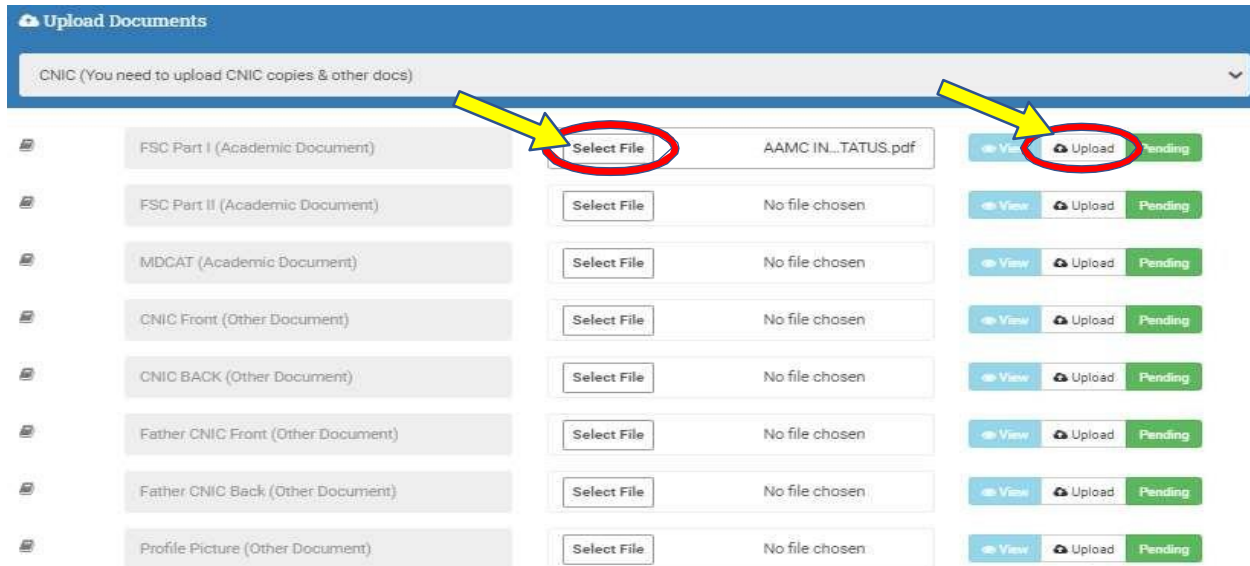 Upload Documents
CNIC (You need to upload CNIC copies & other docs)
FSC Part I (Academic Document) Select File AAMC IN...TATUS.pdf View Upload Pending
FSC Part II (Academic Document) Select File No file chosen View Upload Pending
MDCAT (Academic Document) Select File No file chosen View Upload Pending
CNIC Front (Other Document) Select File No file chosen View Upload Pending
CNIC BACK (Other Document) Select File No file chosen View Upload Pending
Father CNIC Front (Other Document) Select File No file chosen View Upload Pending
Father CNIC Back (Other Document) Select File No file chosen View Upload Pending
Profile Picture (Other Document) Select File No file chosen View Upload Pending